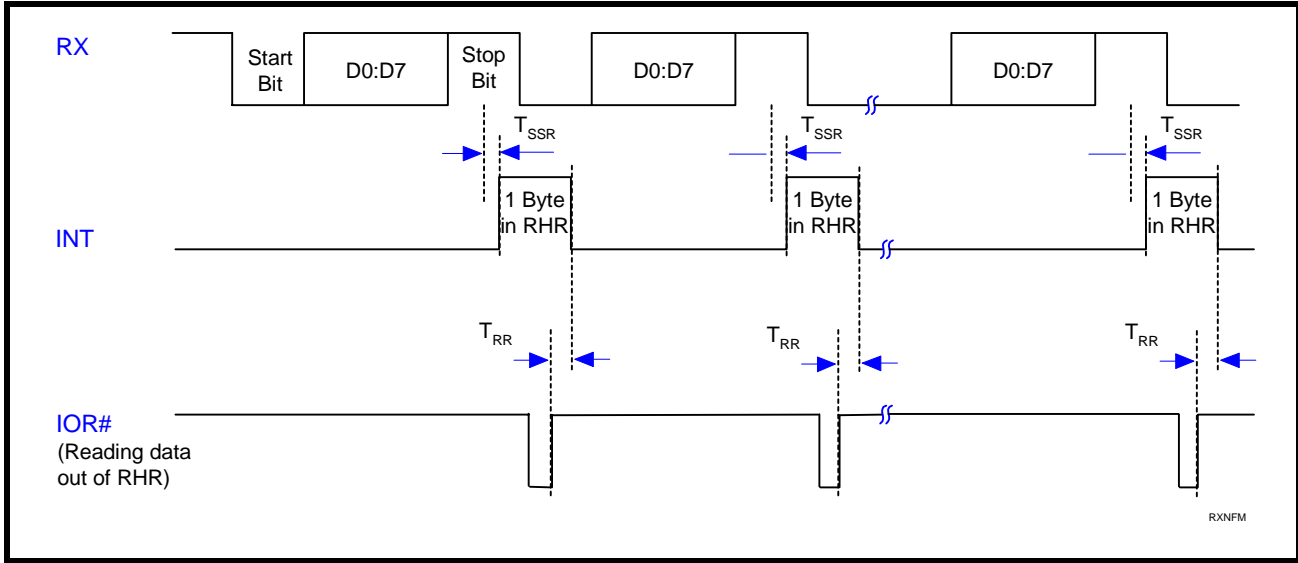 RX
Start
Bit
D0:D7
Stop
Bit
D0:D7
D0:D7
TSSR
TSSR
TSSR
1 Byte
in RHR
1 Byte
in RHR
1 Byte
in RHR
INT
TRR
TRR
TRR
IOR#
(Reading data
out of RHR)
RXNFM